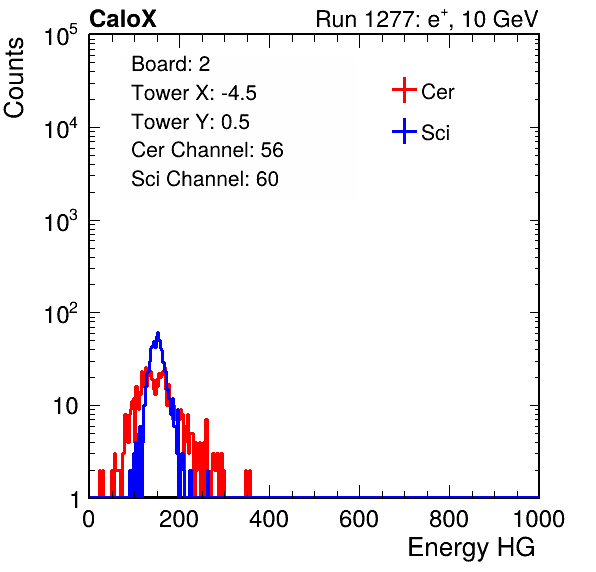 CaloX Run 1277: e⁺, 10 GeV
Counts
Board: 2
Tower X: -4.5
Tower Y: 0.5
Cer Channel: 56
Sci Channel: 60
Cer
Sci
10⁵
10⁴
10³
10²
10
1
0 200 400 600 800 1000
Energy HG